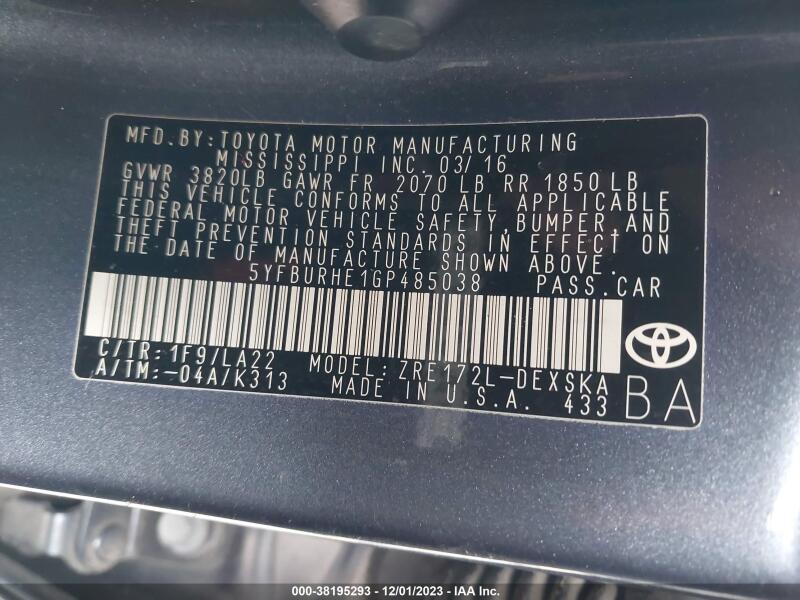 MFD. BY: TOYOTA MOTOR MANUFACTURING
MISSISSIPPI INC. 03/16
GVWR 3820LB GAWR FR 2070 LB RR 1850 LB
THIS VEHICLE CONFORMS TO ALL APPLICABLE
FEDERAL MOTOR VEHICLE SAFETY, BUMPER, AND
THEFT PREVENTION STANDARDS IN EFFECT ON
THE DATE OF MANUFACTURE SHOWN ABOVE.
5YFBURHE1GP485038 PASS. CAR
C/TR: 1F9/LA22 MODEL: ZRE172L-DEXSKA
A/TM: -04A/K313 MADE IN U.S.A. 433 BA
000-38195293 - 12/01/2023 - IAA Inc.